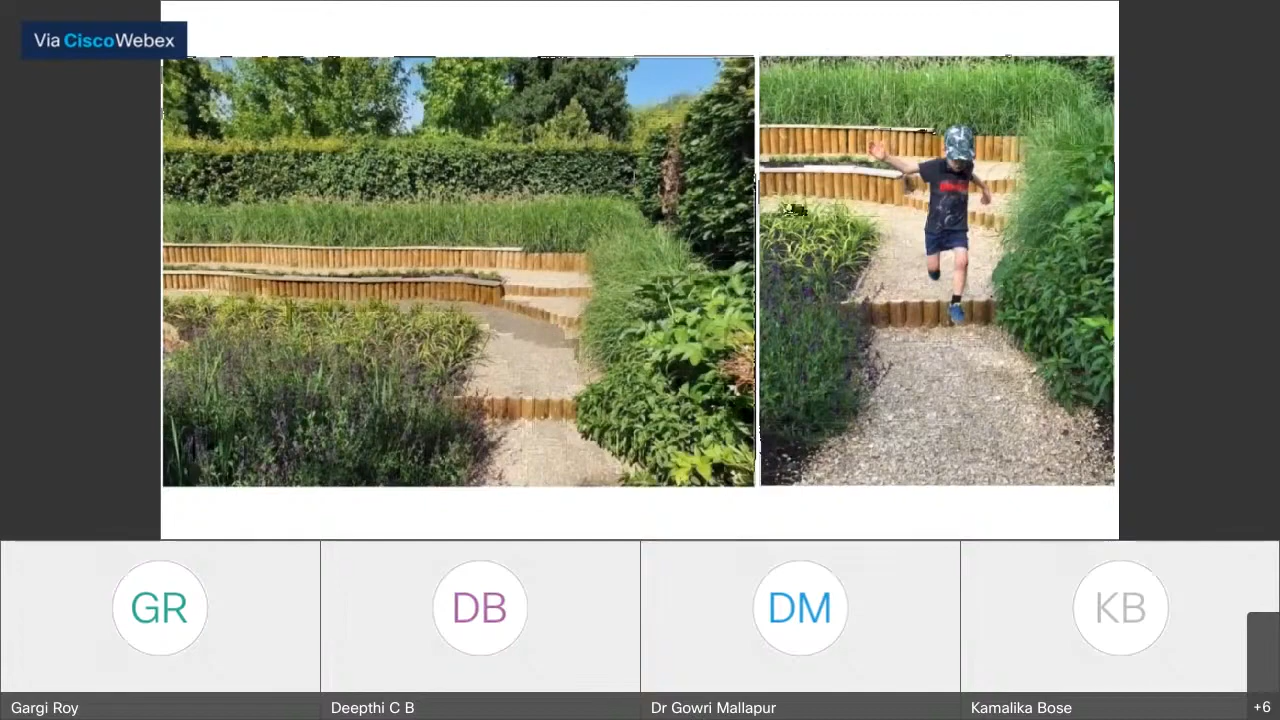 Via CiscoWebex
GR
DB
DM
KB
Gargi Roy
Deepthi C B
Dr Gowri Mallapur
Kamalika Bose
+6